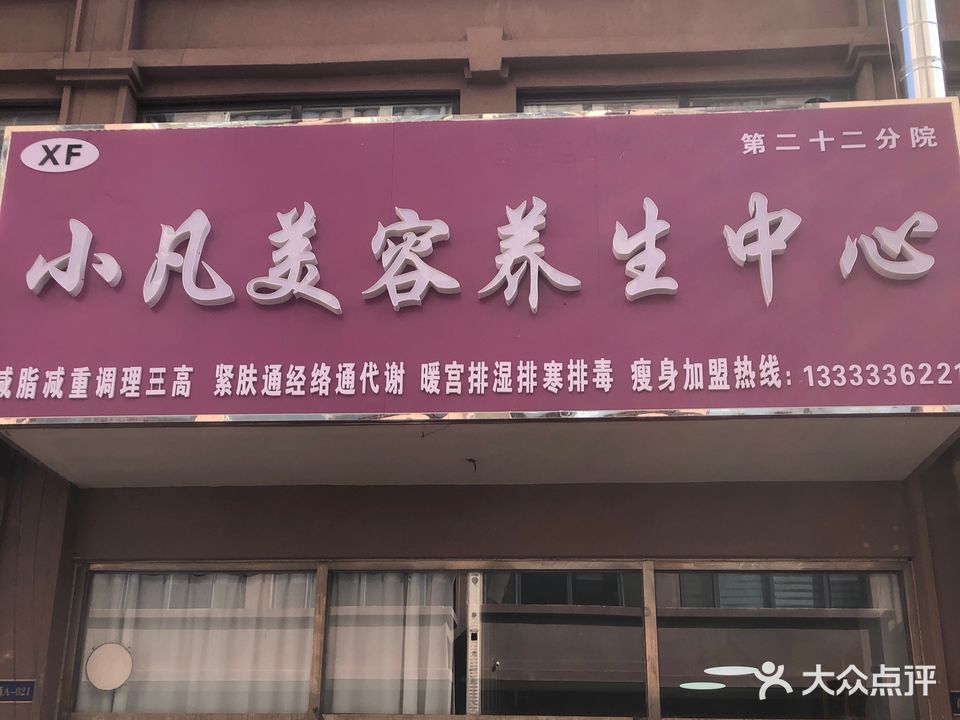 XF
第二十二分院
小凡美容养生中心
减脂减重调理三高 紧肤通经络通代谢 暖宫排湿排寒排毒 瘦身加盟热线:1333336221
A-021
大众点评